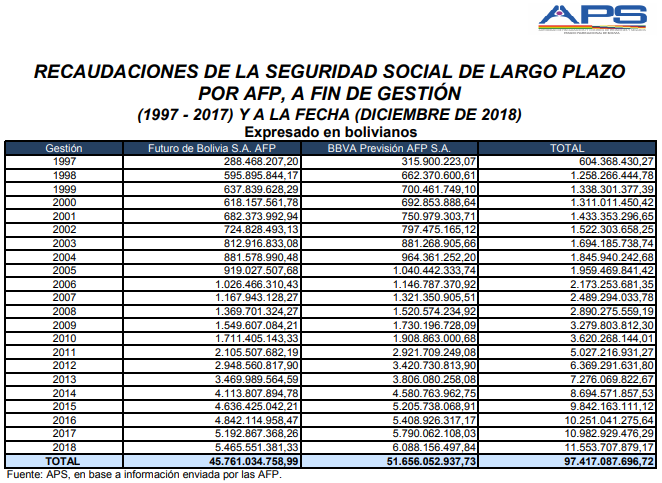 APS
RECAUDACIONES DE LA SEGURIDAD SOCIAL DE LARGO PLAZO
POR AFP, A FIN DE GESTIÓN
(1997 - 2017) Y A LA FECHA (DICIEMBRE DE 2018)
Expresado en bolivianos
Gestión Futuro de Bolivia S.A. AFP BBVA Previsión AFP S.A. TOTAL
1997 288.468.207,20 315.900.223,07 604.368.430,27
1998 595.895.844,17 662.370.600,61 1.258.266.444,78
1999 637.839.628,29 700.461.749,10 1.338.301.377,39
2000 618.157.561,78 692.853.888,64 1.311.011.450,42
2001 682.373.992,94 750.979.303,71 1.433.353.296,65
2002 724.828.493,13 797.475.165,12 1.522.303.658,25
2003 812.916.833,08 881.268.905,66 1.694.185.738,74
2004 881.578.990,48 964.361.252,20 1.845.940.242,68
2005 919.027.507,68 1.040.442.333,74 1.959.469.841,42
2006 1.026.466.310,43 1.146.787.370,92 2.173.253.681,35
2007 1.167.943.128,27 1.321.350.905,51 2.489.294.033,78
2008 1.369.701.324,27 1.520.574.234,92 2.890.275.559,19
2009 1.549.607.084,21 1.730.196.728,09 3.279.803.812,30
2010 1.711.405.143,33 1.908.863.000,68 3.620.268.144,01
2011 2.105.507.682,19 2.921.709.249,08 5.027.216.931,27
2012 2.948.560.817,90 3.420.730.813,90 6.369.291.631,80
2013 3.469.989.564,59 3.806.080.258,08 7.276.069.822,67
2014 4.113.807.894,78 4.580.763.962,75 8.694.571.857,53
2015 4.636.425.042,21 5.205.738.068,91 9.842.163.111,12
2016 4.842.114.958,47 5.408.926.317,17 10.251.041.275,64
2017 5.192.867.368,26 5.790.062.108,03 10.982.929.476,29
2018 5.465.551.381,33 6.088.156.497,84 11.553.707.879,17
TOTAL 45.761.034.758,99 51.656.052.937,73 97.417.087.696,72
Fuente: APS, en base a información enviada por las AFP.